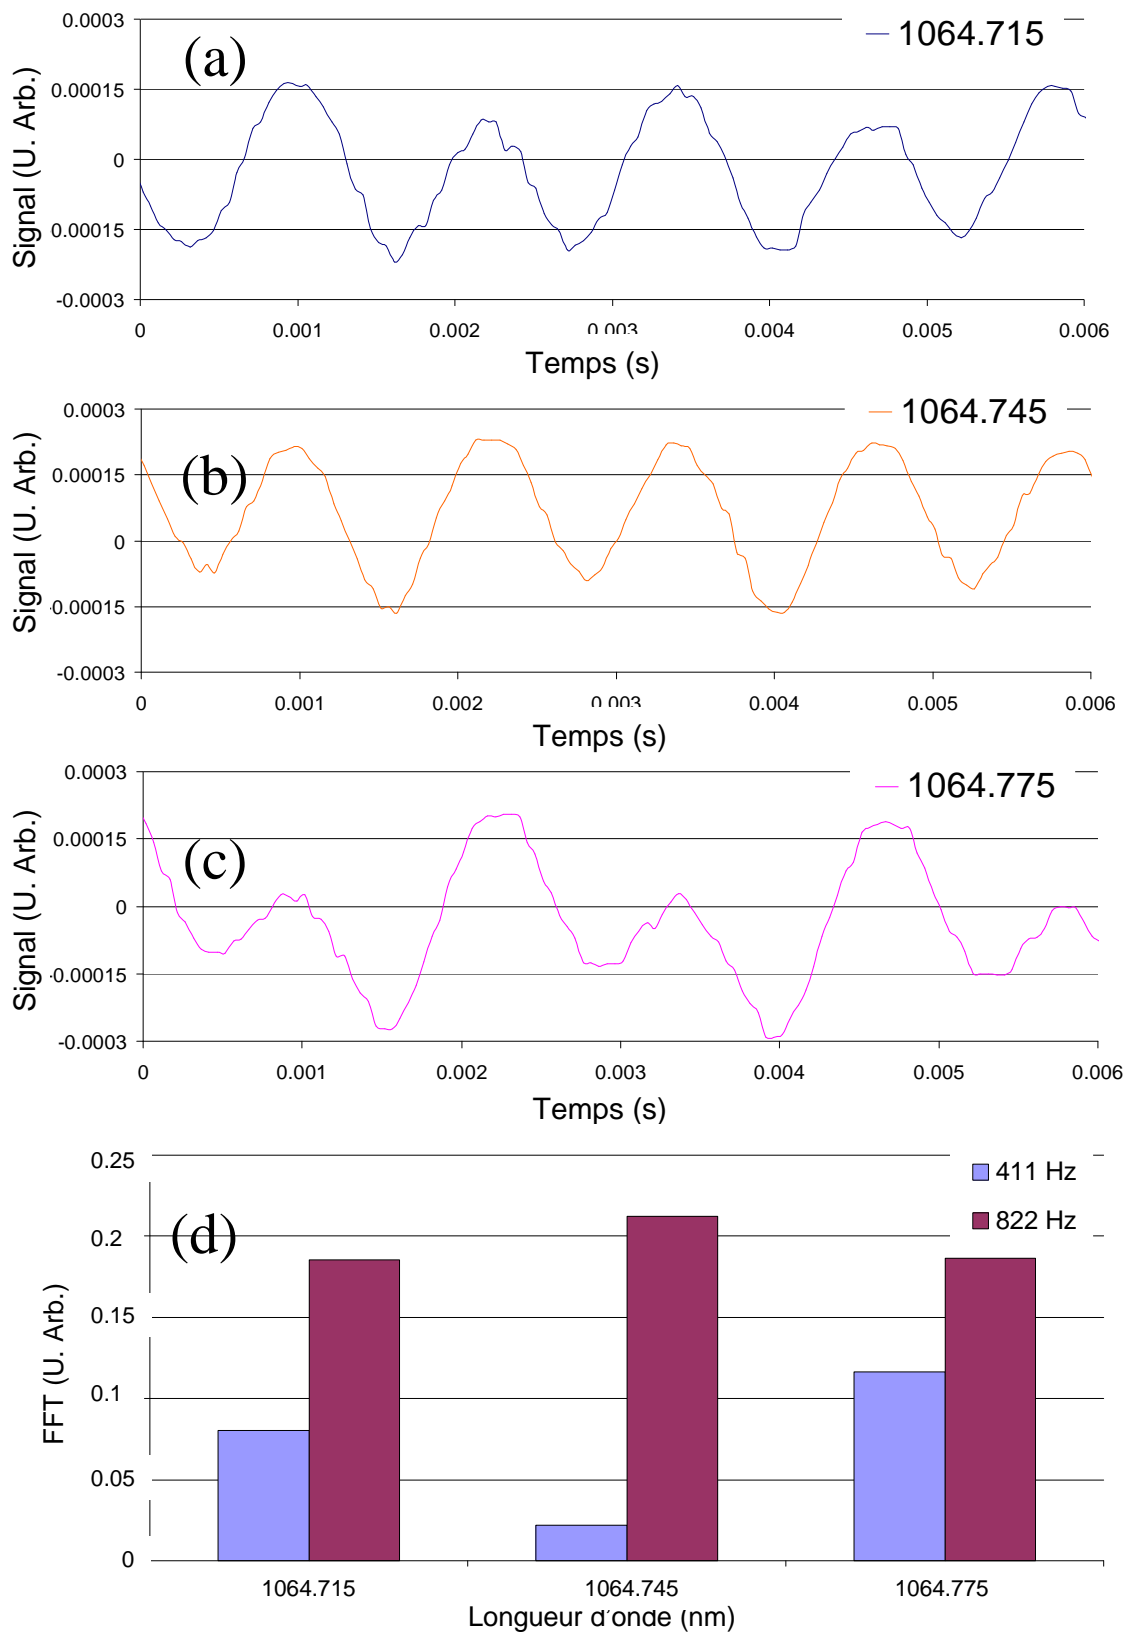 0.0003
(a)
1064.715
0.00015
0
0.00015
-0.0003
Signal (U. Arb.)
0 0.001 0.002 0.003 0.004 0.005 0.006
Temps (s)
0.0003
1064.745
(b)
0.00015
0
-0.00015
-0.0003
Signal (U. Arb.)
0 0.001 0.002 0.003 0.004 0.005 0.006
Temps (s)
0.0003
1064.775
(c)
0.00015
0
-0.00015
-0.0003
Signal (U. Arb.)
0 0.001 0.002 0.003 0.004 0.005 0.006
Temps (s)
0.25
411 Hz
822 Hz
(d)
0.2
0.15
0.1
0.05
0
FFT (U. Arb.)
1064.715 1064.745 1064.775
Longueur d'onde (nm)